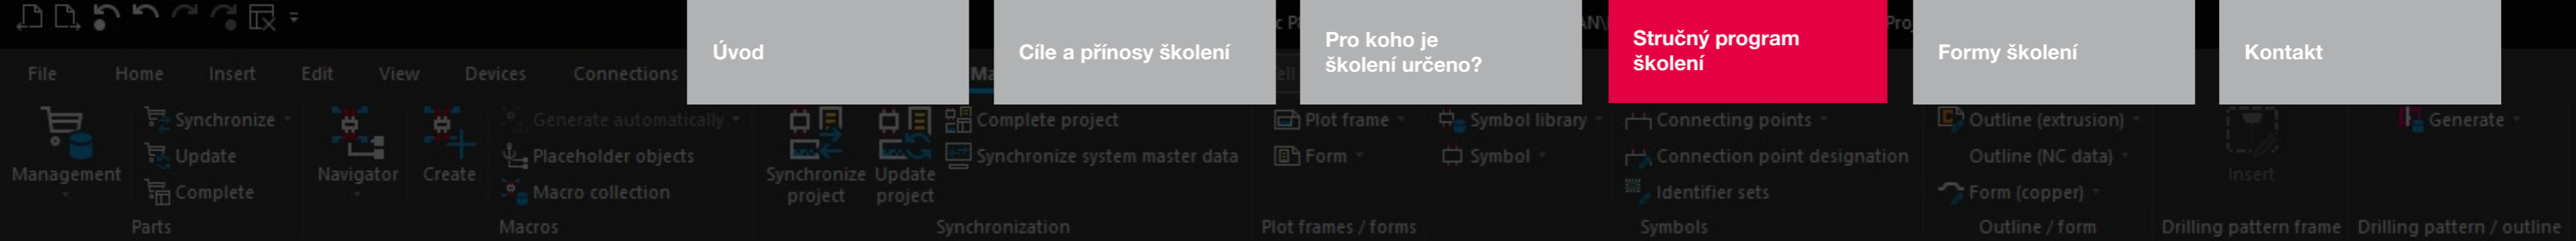 Úvod
Cíle a přínosy školení
Pro koho je
školení určeno?
Stručný program
školení
Formy školení
Kontakt
File Home Insert Edit View Devices Connections
Synchronize
Generate automatically
Complete project
Plot frame
Symbol library
Connecting points
Outline (extrusion)
Generate
Update
Placeholder objects
Synchronize system master data
Form
Symbol
Connection point designation
Outline (NC data)
Management
Navigator
Create
Synchronize
project
Update
project
Insert
Complete
Macro collection
Identifier sets
Form (copper)
Parts
Macros
Synchronization
Plot frames / forms
Symbols
Outline / form
Drilling pattern frame
Drilling pattern / outline